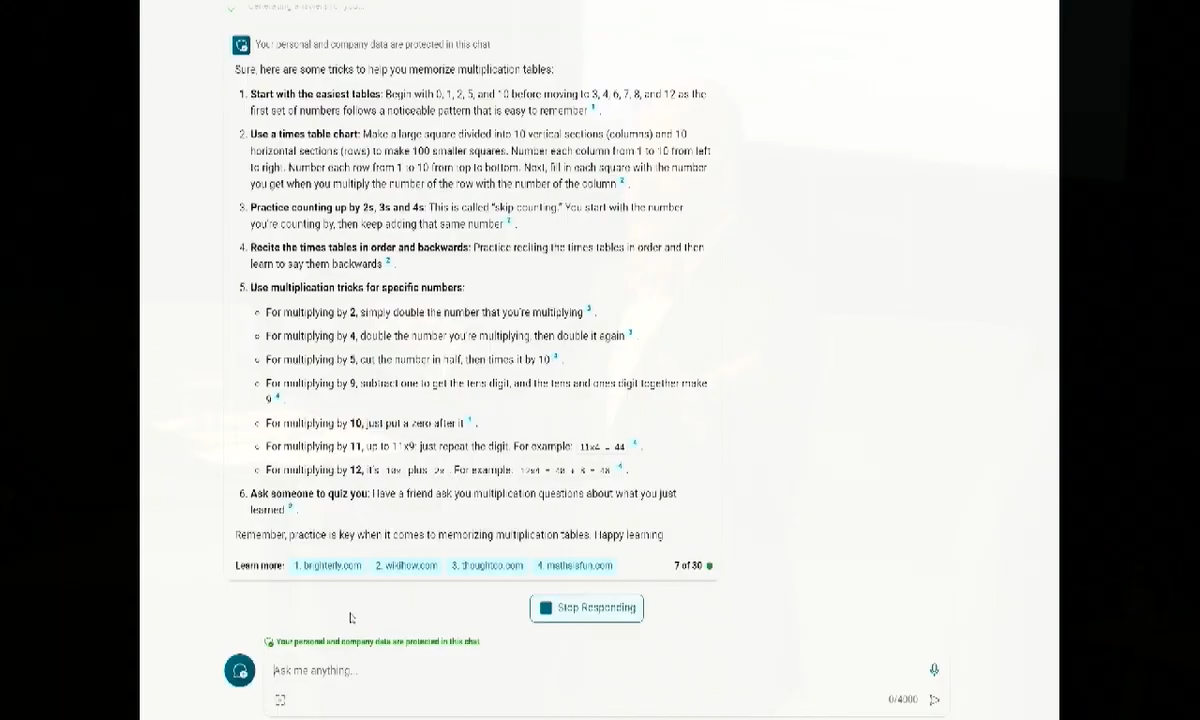 Your personal and company data are protected in this chat
Sure, here are some tricks to help you memorize multiplication tables:
1. Start with the easiest tables: Begin with 0, 1, 2, 5, and 10 before moving to 3, 4, 6, 7, 8, and 12 as the
first set of numbers follows a noticeable pattern that is easy to remember 1 .
2. Use a times table chart: Make a large square divided into 10 vertical sections (columns) and 10
horizontal sections (rows) to make 100 smaller squares. Number each column from 1 to 10 from left
to right. Number each row from 1 to 10 from top to bottom. Next, fill in each square with the number
you get when you multiply the number of the row with the number of the column 2 .
3. Practice counting up by 2s, 3s and 4s: This is called "skip counting." You start with the number
you're counting by, then keep adding that same number 2 .
4. Recite the times tables in order and backwards: Practice reciting the times tables in order and then
learn to say them backwards 2 .
5. Use multiplication tricks for specific numbers:
For multiplying by 2, simply double the number that you're multiplying 3 .
For multiplying by 4, double the number you're multiplying, then double it again 3 .
For multiplying by 5, cut the number in half, then times it by 10 4 .
For multiplying by 9, subtract one to get the tens digit, and the tens and ones digit together make
9 4 .
For multiplying by 10, just put a zero after it 4 .
For multiplying by 11, up to 11x9: just repeat the digit. For example: 11x4 = 44 4 .
For multiplying by 12, it's 10x plus 2x . For example: 12x4 = 40 + 8 = 48 4 .
6. Ask someone to quiz you: Have a friend ask you multiplication questions about what you just
learned 2 .
Remember, practice is key when it comes to memorizing multiplication tables. Happy learning
Learn more: 1. brighterly.com 2. wikihow.com 3. thoughtco.com 4. mathsisfun.com 7 of 30
Stop Responding
Your personal and company data are protected in this chat
Ask me anything...
0/4000